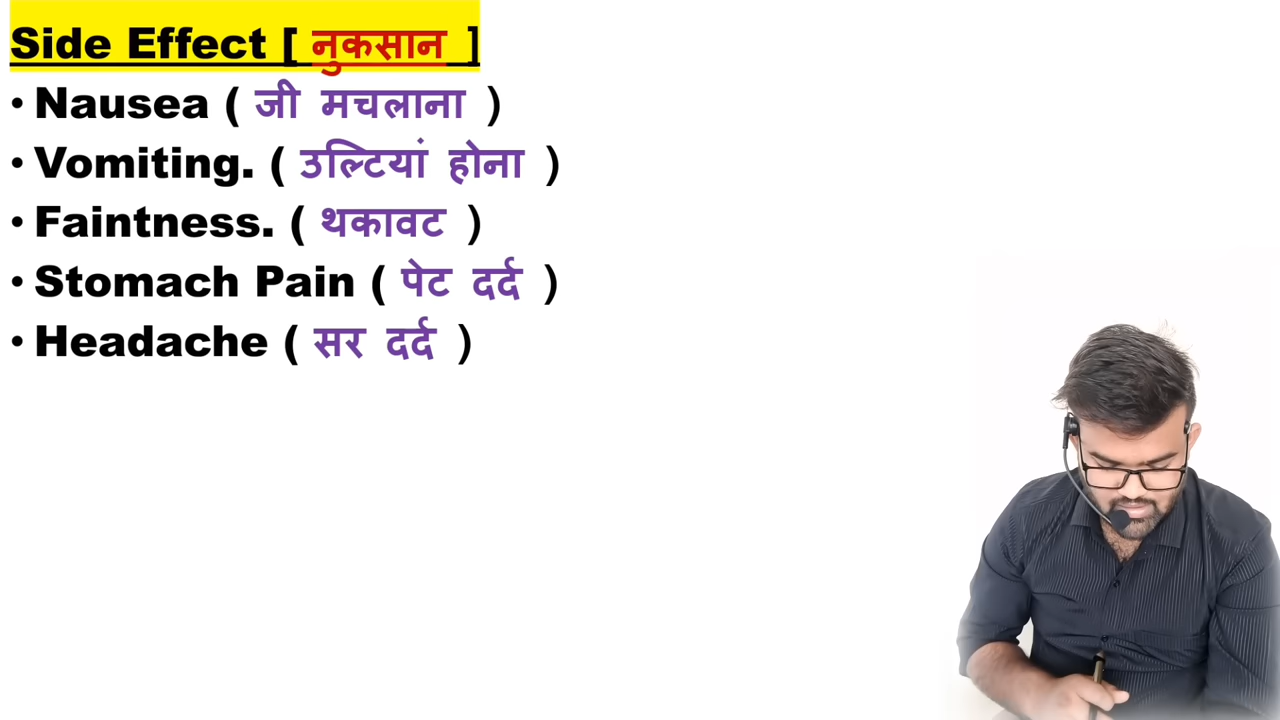 Side Effect [ नुकसान ]
• Nausea ( जी मचलाना )
• Vomiting. ( उल्टियां होना )
• Faintness. ( थकावट )
• Stomach Pain ( पेट दर्द )
• Headache ( सर दर्द )